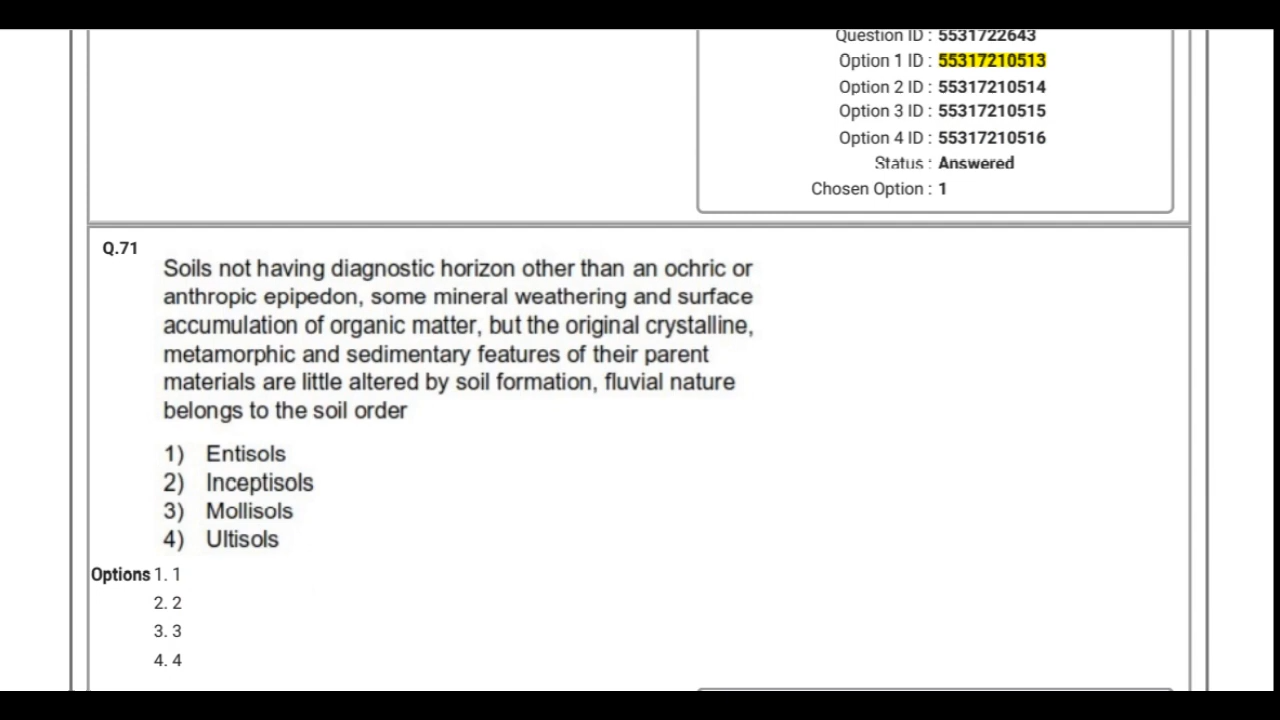 Question ID : 5531722643
Option 1 ID : 55317210513
Option 2 ID : 55317210514
Option 3 ID : 55317210515
Option 4 ID : 55317210516
Status : Answered
Chosen Option : 1
Q.71
Soils not having diagnostic horizon other than an ochric or
anthropic epipedon, some mineral weathering and surface
accumulation of organic matter, but the original crystalline,
metamorphic and sedimentary features of their parent
materials are little altered by soil formation, fluvial nature
belongs to the soil order
1) Entisols
2) Inceptisols
3) Mollisols
4) Ultisols
Options 1. 1
2. 2
3. 3
4. 4